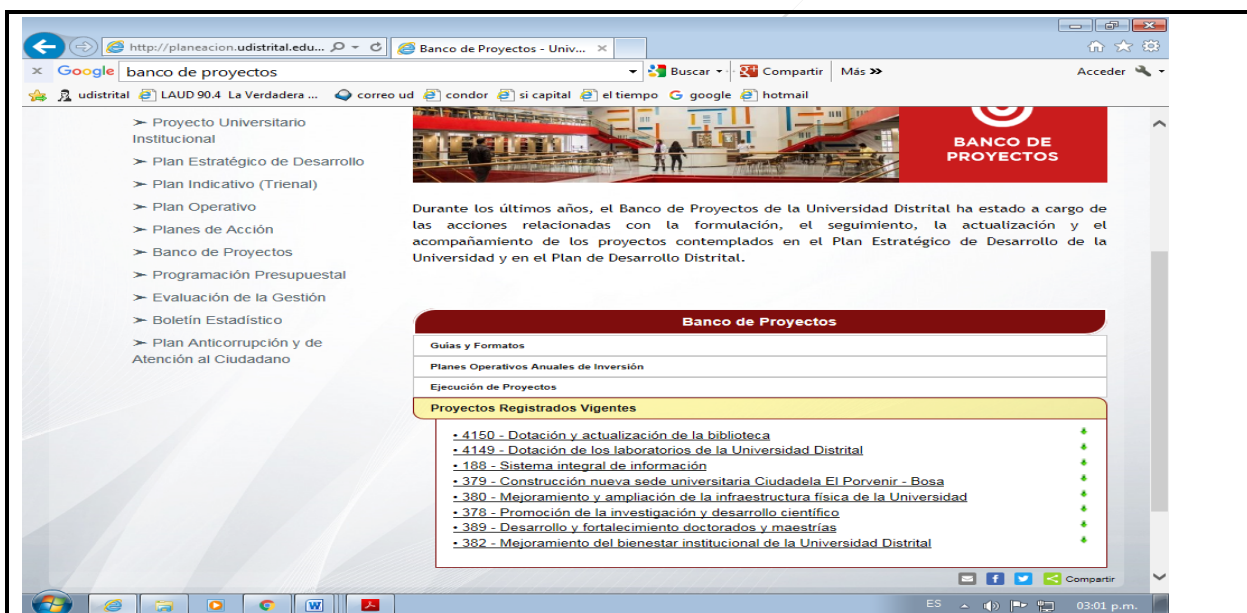 http://planeacion.udistrital.edu...
Banco de Proyectos - Univ...
Google banco de proyectos Buscar Compartir Más » Acceder
udistrital LAUD 90.4 La Verdadera ... correo ud condor si capital el tiempo google hotmail
➢ Proyecto Universitario
Institucional
➢ Plan Estratégico de Desarrollo
➢ Plan Indicativo (Trienal)
➢ Plan Operativo
➢ Planes de Acción
➢ Banco de Proyectos
➢ Programación Presupuestal
➢ Evaluación de la Gestión
➢ Boletín Estadístico
➢ Plan Anticorrupción y de
Atención al Ciudadano
BANCO DE
PROYECTOS
Durante los últimos años, el Banco de Proyectos de la Universidad Distrital ha estado a cargo de
las acciones relacionadas con la formulación, el seguimiento, la actualización y el
acompañamiento de los proyectos contemplados en el Plan Estratégico de Desarrollo de la
Universidad y en el Plan de Desarrollo Distrital.
Banco de Proyectos
Guias y Formatos
Planes Operativos Anuales de Inversión
Ejecución de Proyectos
Proyectos Registrados Vigentes
• 4150 - Dotación y actualización de la biblioteca
• 4149 - Dotación de los laboratorios de la Universidad Distrital
• 188 - Sistema integral de información
• 379 - Construcción nueva sede universitaria Ciudadela El Porvenir - Bosa
• 380 - Mejoramiento y ampliación de la infraestructura física de la Universidad
• 378 - Promoción de la investigación y desarrollo científico
• 389 - Desarrollo y fortalecimiento doctorados y maestrías
• 382 - Mejoramiento del bienestar institucional de la Universidad Distrital
Compartir
ES 03:01 p.m.